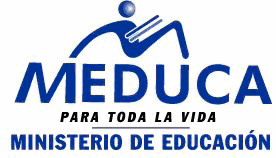 MEDUCA
PARA TODA LA VIDA
MINISTERIO DE EDUCACIÓN